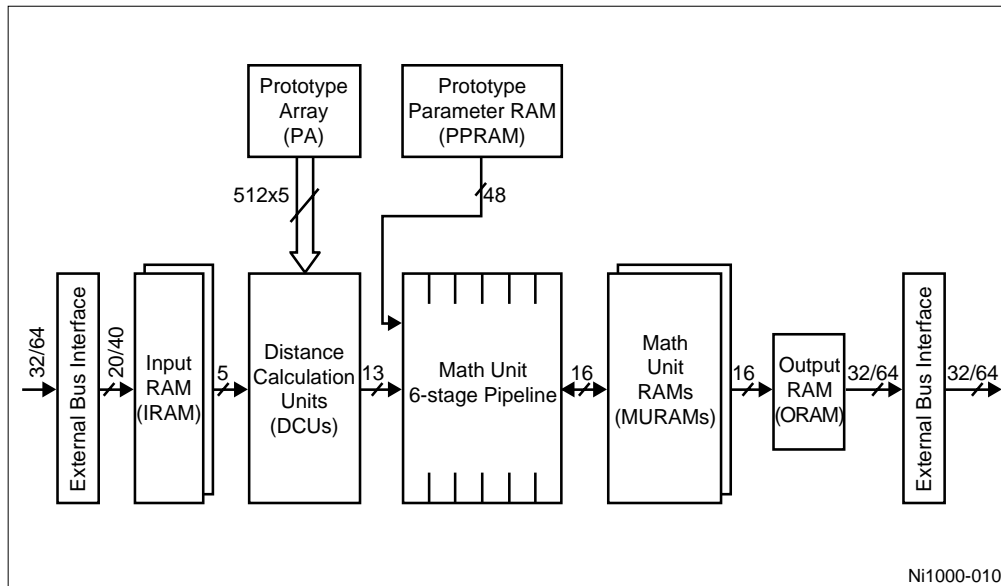 Prototype
Array
(PA)
Prototype
Parameter RAM
(PPRAM)
512x5
48
32/64
External Bus Interface
20/40
Input
RAM
(IRAM)
5
Distance
Calculation
Units
(DCUs)
13
Math Unit
6-stage Pipeline
16
Math
Unit
RAMs
(MURAMs)
16
Output
RAM
(ORAM)
32/64
External Bus Interface
32/64
Ni1000-010